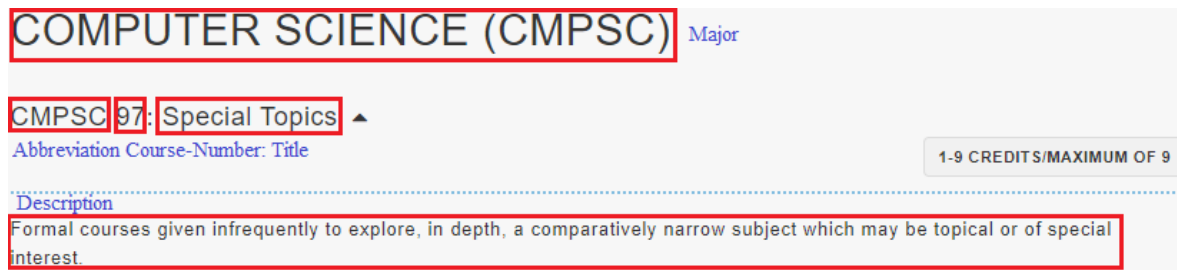 COMPUTER SCIENCE (CMPSC) Major
CMPSC 97: Special Topics
Abbreviation Course-Number: Title
1-9 CREDITS/MAXIMUM OF 9
Description
Formal courses given infrequently to explore, in depth, a comparatively narrow subject which may be topical or of special
interest.